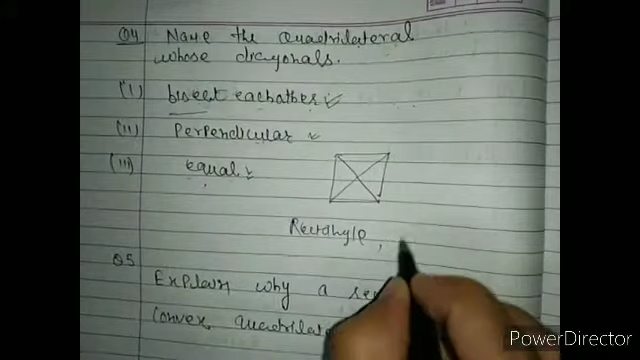 Q4 Name the Quadrilateral
whose diagonals.
(i) bisect eachother
(ii) Perpendicular
(iii) equal
Rectangle,
Q5
Explain why a
Convex
PowerDirector